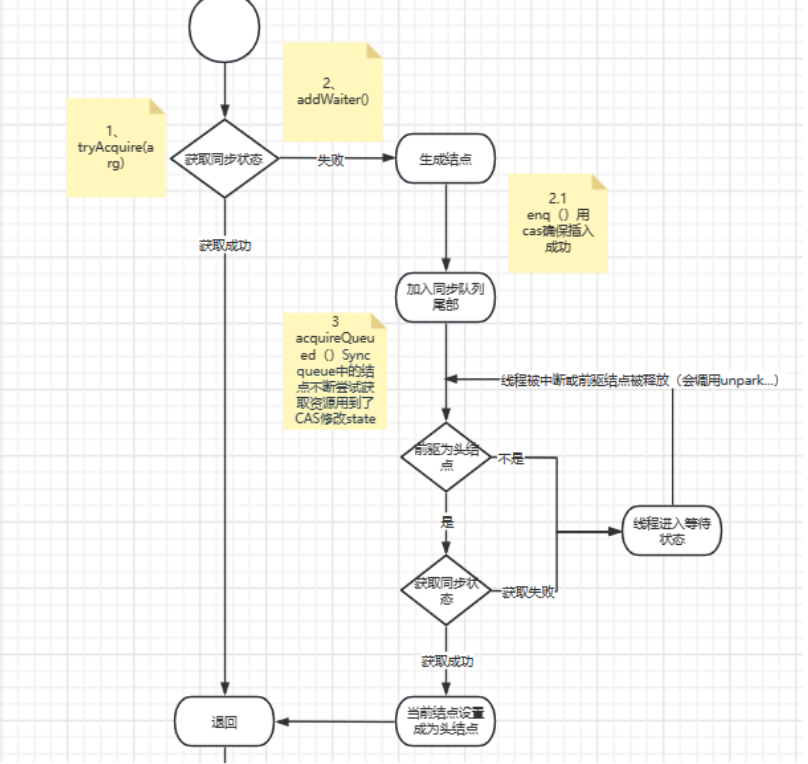 2、
addWaiter()
1、
tryAcquire(a
rg)
获取同步状态
失败
生成结点
2.1
enq（）用
cas确保插入
成功
获取成功
加入同步队列
尾部
3
acquireQueu
ed（）Sync
queue中的结
点不断尝试获
取资源用到了
CAS修改state
线程被中断或前驱结点被释放（会调用unpark...）
前驱为头结
点
不是
是
线程进入等待
状态
获取同步状
态
获取失败
获取成功
当前结点设置
成为头结点
退回